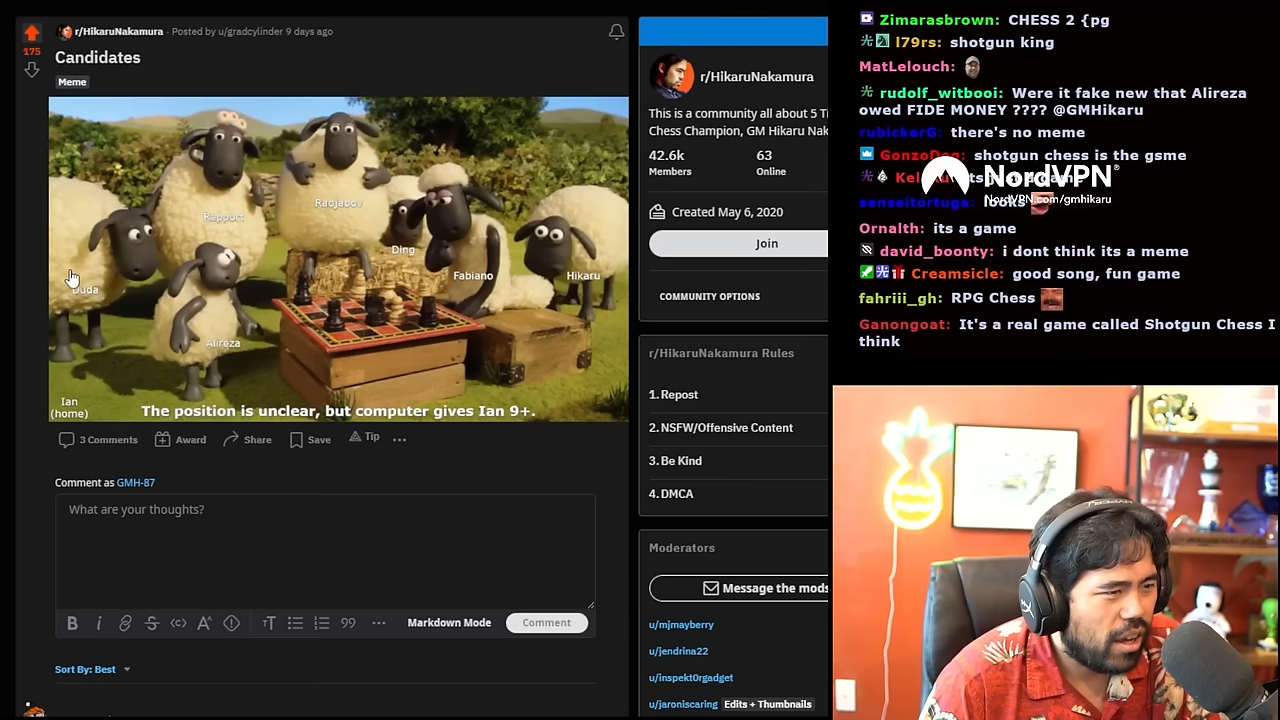 r/HikaruNakamura · Posted by u/gradcylinder 9 days ago
175
Candidates
Meme
Rapport
Radjabov
Ding
Fabiano
Hikaru
Duda
Alireza
Ian
(home)
The position is unclear, but computer gives Ian 9+.
3 Comments
Award
Share
Save
Tip
Comment as GMH-87
What are your thoughts?
Markdown Mode
Comment
Sort By: Best
r/HikaruNakamura
This is a community all about 5 Ti
Chess Champion, GM Hikaru Nak
42.6k
63
Members
Online
Created May 6, 2020
Join
COMMUNITY OPTIONS
r/HikaruNakamura Rules
1. Repost
2. NSFW/Offensive Content
3. Be Kind
4. DMCA
Moderators
Message the mods
u/mjmayberry
u/jendrina22
u/inspekt0rgadget
u/jaroniscaring Edits + Thumbnails
Zimarasbrown: CHESS 2 {pg
l79rs: shotgun king
MatLelouch:
rudolf_witbooi: Were it fake new that Alireza
owed FIDE MONEY ???? @GMHikaru
rubickerG: there's no meme
GonzoDog: shotgun chess is the gsme
NordVPN®
NordVPN.com/gmhikaru
senseitortuga:
Ornalth: its a game
david_boonty: i dont think its a meme
Creamsicle: good song, fun game
fahriii_gh: RPG Chess
Ganongoat: It's a real game called Shotgun Chess I
think